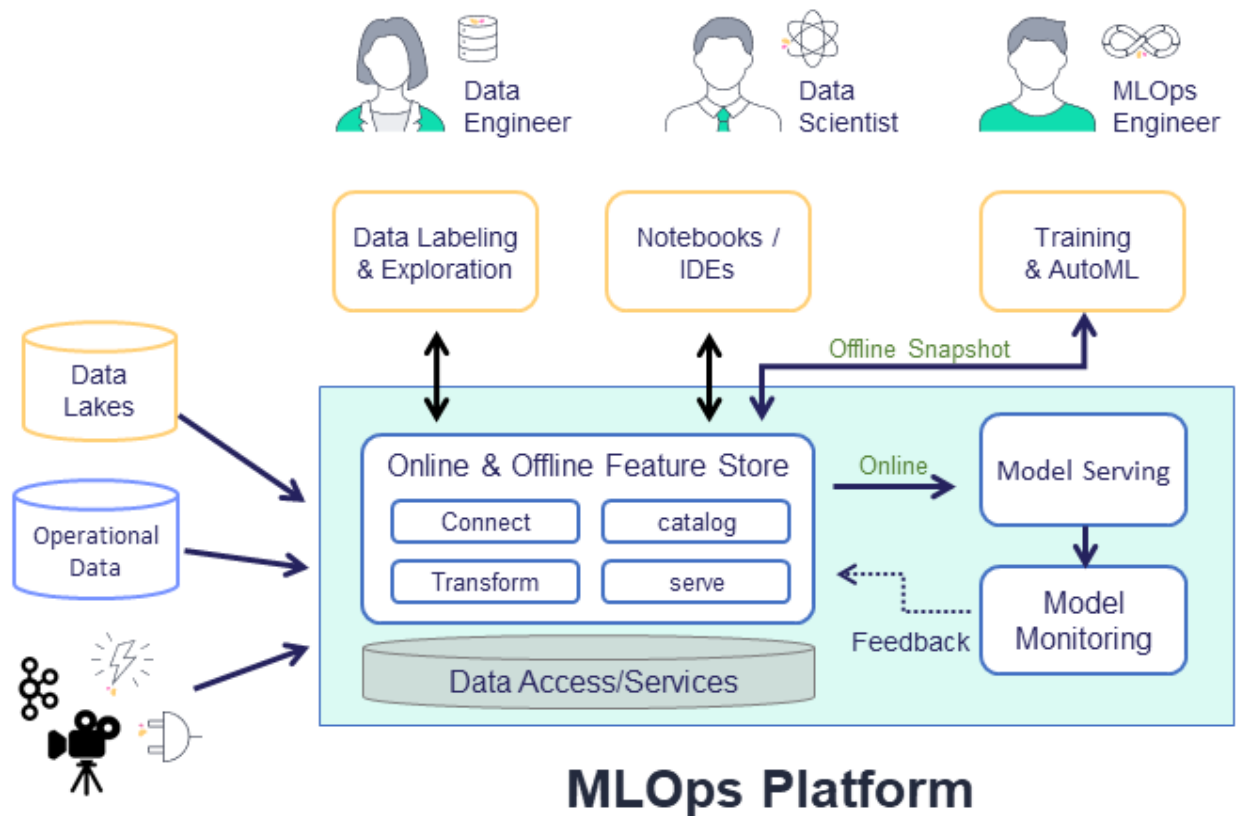 Data
Engineer
Data
Scientist
MLOps
Engineer
Data Labeling
& Exploration
Notebooks /
IDEs
Training
& AutoML
Offline Snapshot
Data
Lakes
Operational
Data
Online & Offline Feature Store
Connect
catalog
Transform
serve
Data Access/Services
Online
Model Serving
Model
Monitoring
Feedback
MLOps Platform